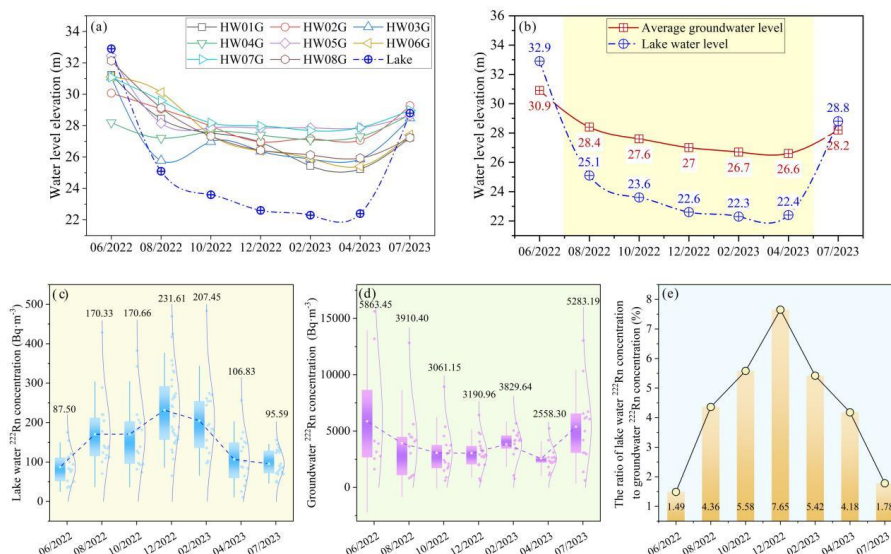 (a)
HW01G HW02G HW03G
HW04G HW05G HW06G
HW07G HW08G Lake
Water level elevation (m)
34
32
30
28
26
24
22
06/2022 08/2022 10/2022 12/2022 02/2023 04/2023 07/2023
(b)
Average groundwater level
Lake water level
Water level elevation (m)
36
34
32
30
28
26
24
22
32.9
30.9
28.4
27.6
27
26.7
26.6
28.2
25.1
23.6
22.6
22.3
22.4
28.8
06/2022 08/2022 10/2022 12/2022 02/2023 04/2023 07/2023
(c)
Lake water ²²²Rn concentration (Bq·m⁻³)
500
400
300
200
100
0
87.50
170.33
170.66
231.61
207.45
106.83
95.59
06/2022 08/2022 10/2022 12/2022 02/2023 04/2023 07/2023
(d)
Groundwater ²²²Rn concentration (Bq·m⁻³)
15000
10000
5000
0
5863.45
3910.40
3061.15
3190.96
3829.64
2558.30
5283.19
06/2022 08/2022 10/2022 12/2022 02/2023 04/2023 07/2023
(e)
The ratio of lake water ²²²Rn concentration
to groundwater ²²²Rn concentration (%)
8
7
6
5
4
3
2
1
1.49 4.36 5.58 7.65 5.42 4.18 1.78
06/2022 08/2022 10/2022 12/2022 02/2023 04/2023 07/2023